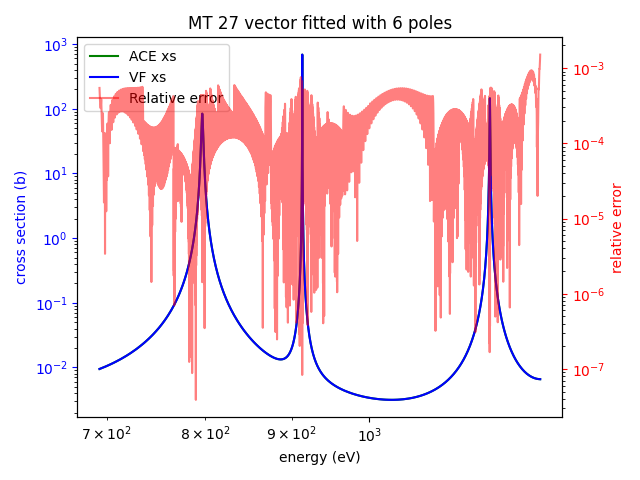 MT 27 vector fitted with 6 poles
ACE xs
VF xs
Relative error
cross section (b)
10³
10²
10¹
10⁰
10⁻¹
10⁻²
relative error
10⁻³
10⁻⁴
10⁻⁵
10⁻⁶
10⁻⁷
7 × 10² 8 × 10² 9 × 10² 10³
energy (eV)